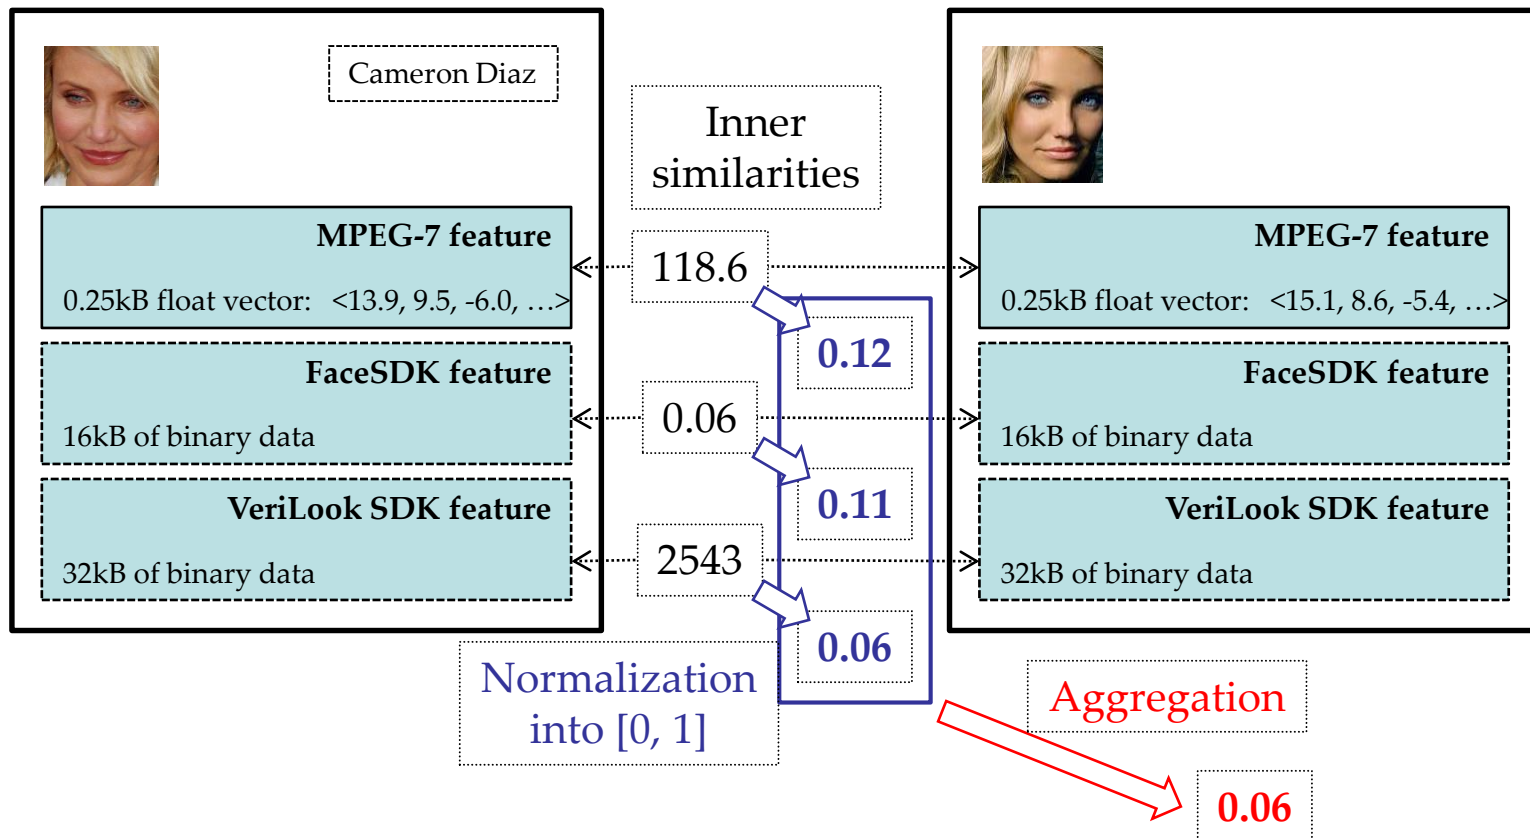 Cameron Diaz
MPEG-7 feature
0.25kB float vector: <13.9, 9.5, -6.0, …>
FaceSDK feature
16kB of binary data
VeriLook SDK feature
32kB of binary data
Inner
similarities
118.6
0.06
2543
0.12
0.11
0.06
Normalization
into [0, 1]
MPEG-7 feature
0.25kB float vector: <15.1, 8.6, -5.4, …>
FaceSDK feature
16kB of binary data
VeriLook SDK feature
32kB of binary data
Aggregation
0.06